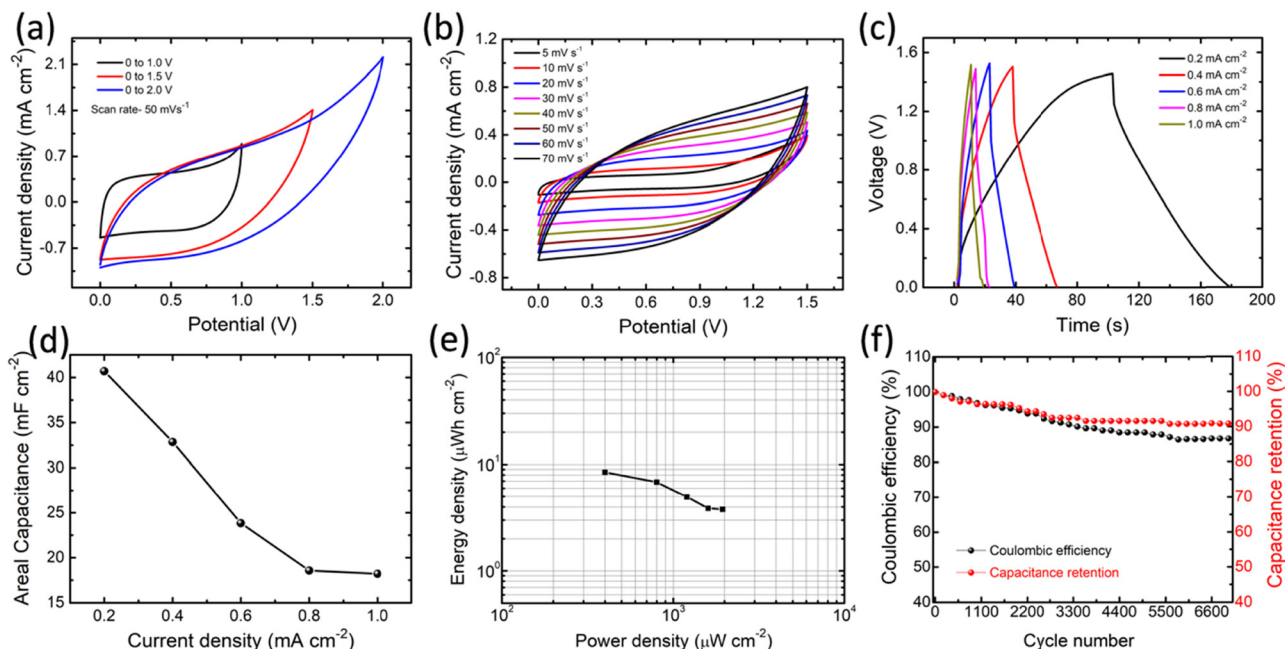 (a)
2.1
1.4
0.7
0.0
-0.7
0 to 1.0 V
0 to 1.5 V
0 to 2.0 V
Scan rate- 50 mVs⁻¹
Current density (mA cm⁻²)
0.0 0.5 1.0 1.5 2.0
Potential (V)
(b)
1.2
0.8
0.4
0.0
-0.4
-0.8
5 mV s⁻¹
10 mV s⁻¹
20 mV s⁻¹
30 mV s⁻¹
40 mV s⁻¹
50 mV s⁻¹
60 mV s⁻¹
70 mV s⁻¹
Current density (mA cm⁻²)
0.0 0.3 0.6 0.9 1.2 1.5
Potential (V)
(c)
1.6
1.2
0.8
0.4
0.0
0.2 mA cm⁻²
0.4 mA cm⁻²
0.6 mA cm⁻²
0.8 mA cm⁻²
1.0 mA cm⁻²
Voltage (V)
0 40 80 120 160 200
Time (s)
(d)
40
35
30
25
20
15
Areal Capacitance (mF cm⁻²)
0.2 0.4 0.6 0.8 1.0
Current density (mA cm⁻²)
(e)
10²
10¹
10⁰
Energy density (μWh cm⁻²)
10² 10³ 10⁴
Power density (μW cm⁻²)
(f)
110
100
90
80
70
60
50
40
Coulombic efficiency (%)
Coulombic efficiency
Capacitance retention
110
100
90
80
70
60
50
40
Capacitance retention (%)
0 1100 2200 3300 4400 5500 6600
Cycle number